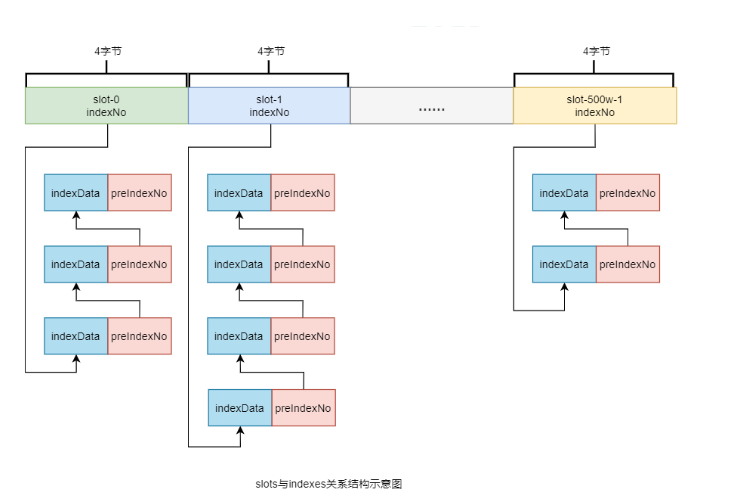 4字节
4字节
4字节
slot-0
indexNo
slot-1
indexNo
......
slot-500w-1
indexNo
indexData preIndexNo
indexData preIndexNo
indexData preIndexNo
indexData preIndexNo
indexData preIndexNo
indexData preIndexNo
indexData preIndexNo
indexData preIndexNo
indexData preIndexNo
slots与indexes关系结构示意图